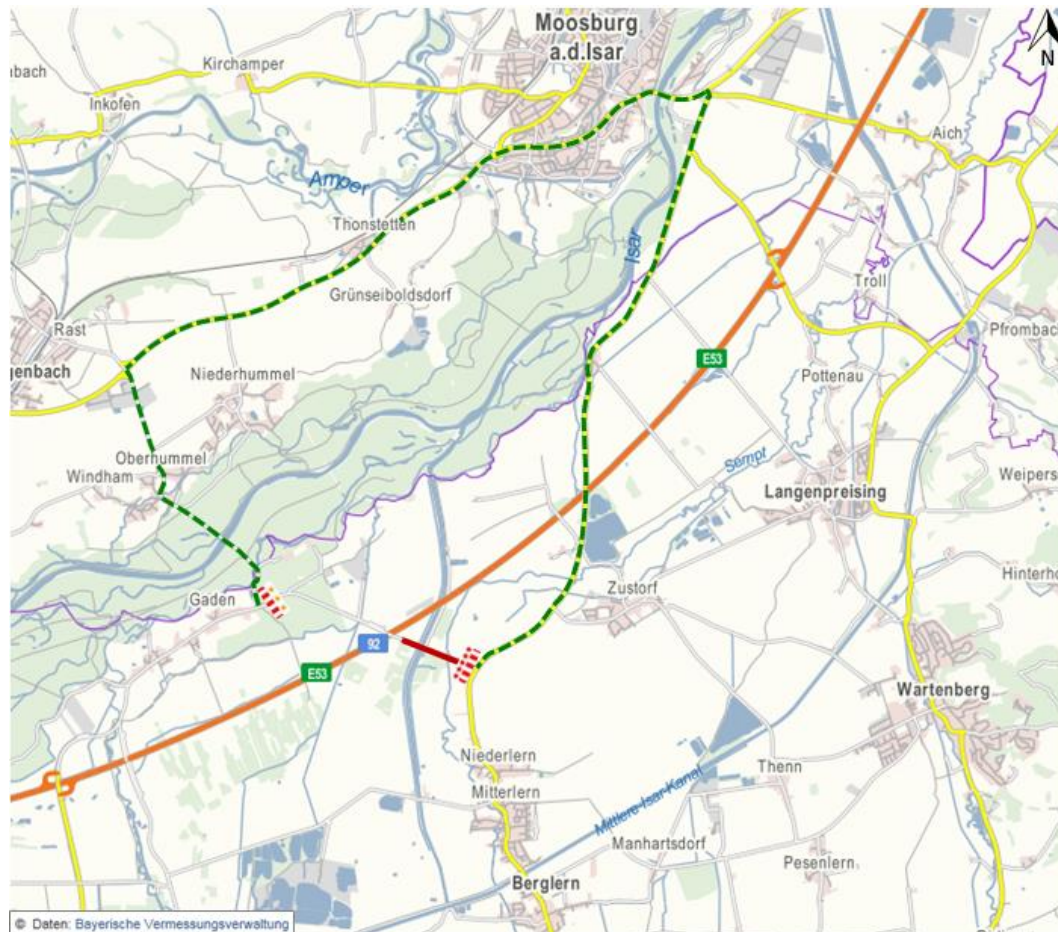 Moosburg
a.d.Isar
Kirchamper
nbach
Inkofen
N
Aich
Amper
Thonstetten
Isar
Grünseiboldsdorf
Troll
Rast
Pfrombach
genbach
Niederhummel
E53
Pottenau
Oberhummel
Windham
Sempt
Langenpreising
Weipers
Hinterho
Gaden
Zustorf
92
E53
Wartenberg
Niederlern
Mitterlern
Thenn
Mittlere-Isar-Kanal
Manhartsdorf
Pesenlern
Berglern
© Daten: Bayerische Vermessungsverwaltung